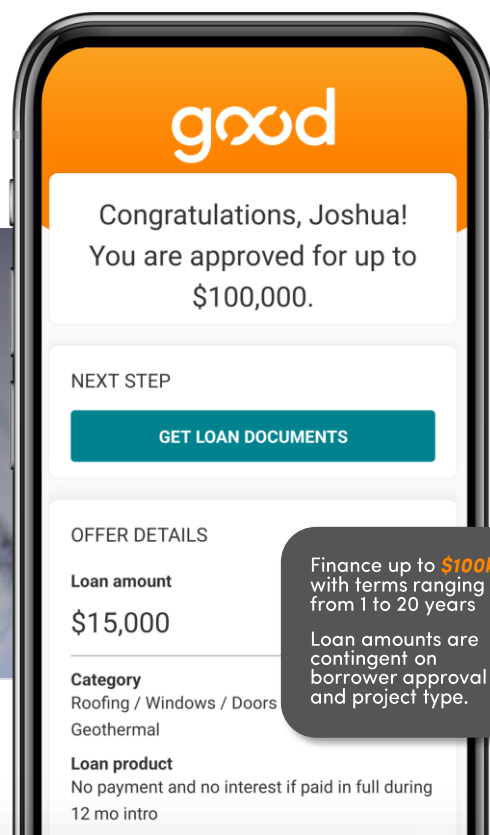 good
Congratulations, Joshua!
You are approved for up to
$100,000.
NEXT STEP
GET LOAN DOCUMENTS
OFFER DETAILS
Loan amount
$15,000
Category
Roofing / Windows / Doors
Geothermal
Loan product
No payment and no interest if paid in full during
12 mo intro
Finance up to $100
with terms ranging
from 1 to 20 years
Loan amounts are
contingent on
borrower approval
and project type.